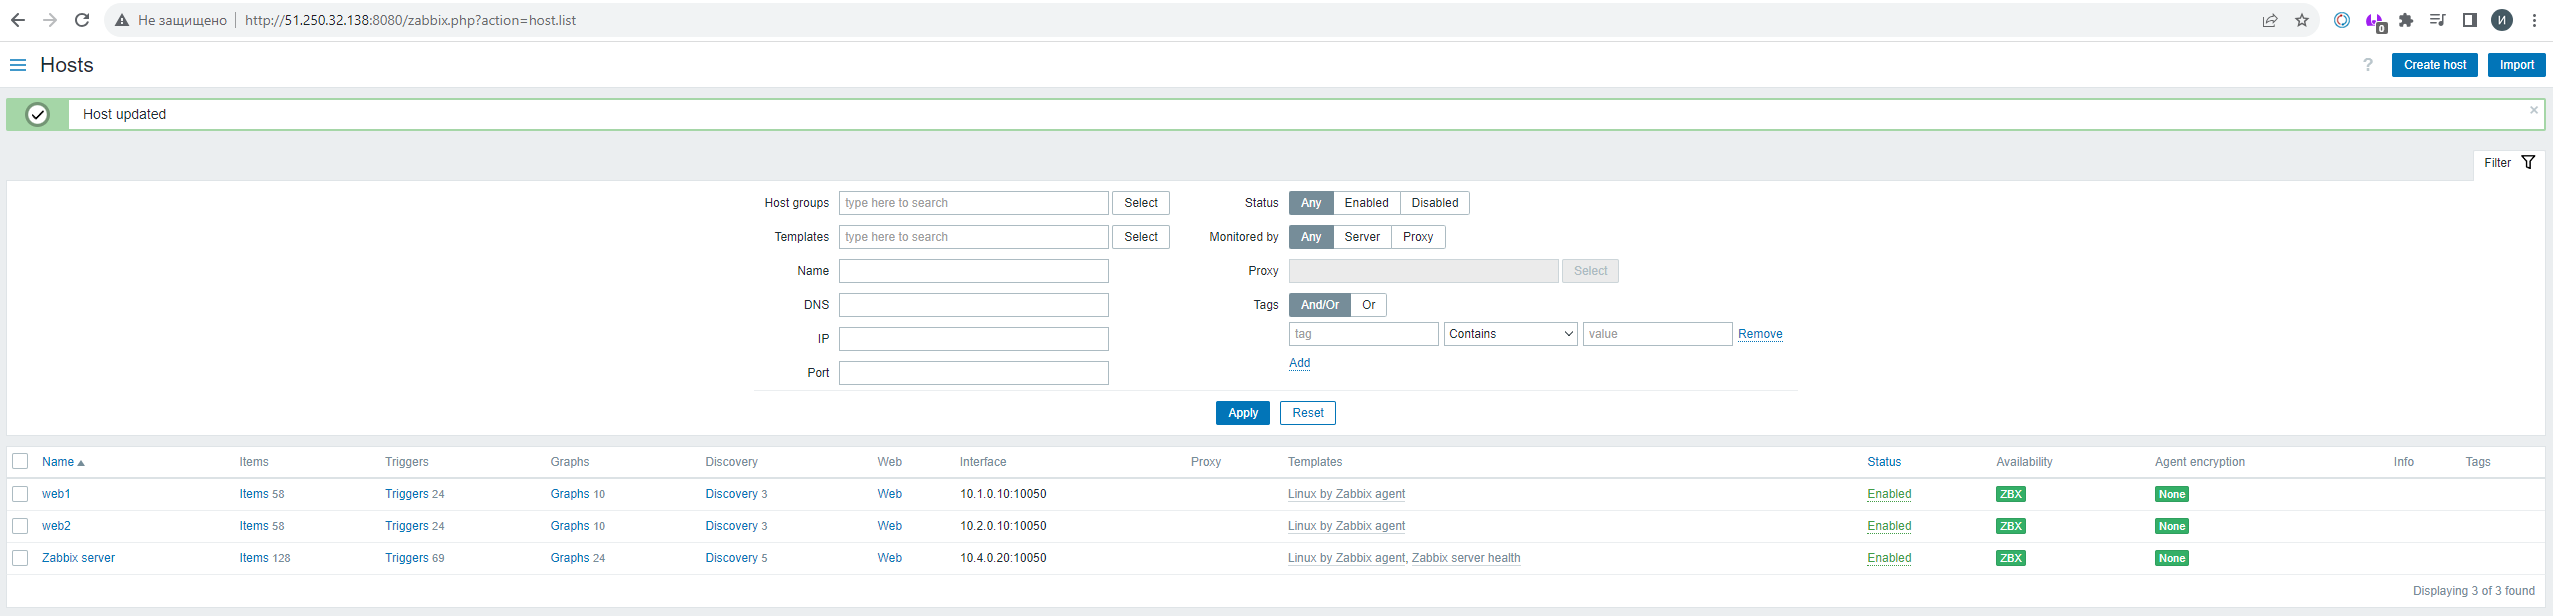 Не защищено http://51.250.32.138:8080/zabbix.php?action=host.list 0 И
Hosts ? Create host Import
Host updated ×
Filter
Host groups type here to search Select Status Any Enabled Disabled
Templates type here to search Select Monitored by Any Server Proxy
Name Proxy Select
DNS Tags And/Or Or
IP tag Contains value Remove
Add
Port
Apply Reset
Name Items Triggers Graphs Discovery Web Interface Proxy Templates Status Availability Agent encryption Info Tags
web1 Items 58 Triggers 24 Graphs 10 Discovery 3 Web 10.1.0.10:10050 Linux by Zabbix agent Enabled ZBX None
web2 Items 58 Triggers 24 Graphs 10 Discovery 3 Web 10.2.0.10:10050 Linux by Zabbix agent Enabled ZBX None
Zabbix server Items 128 Triggers 69 Graphs 24 Discovery 5 Web 10.4.0.20:10050 Linux by Zabbix agent, Zabbix server health Enabled ZBX None
Displaying 3 of 3 found